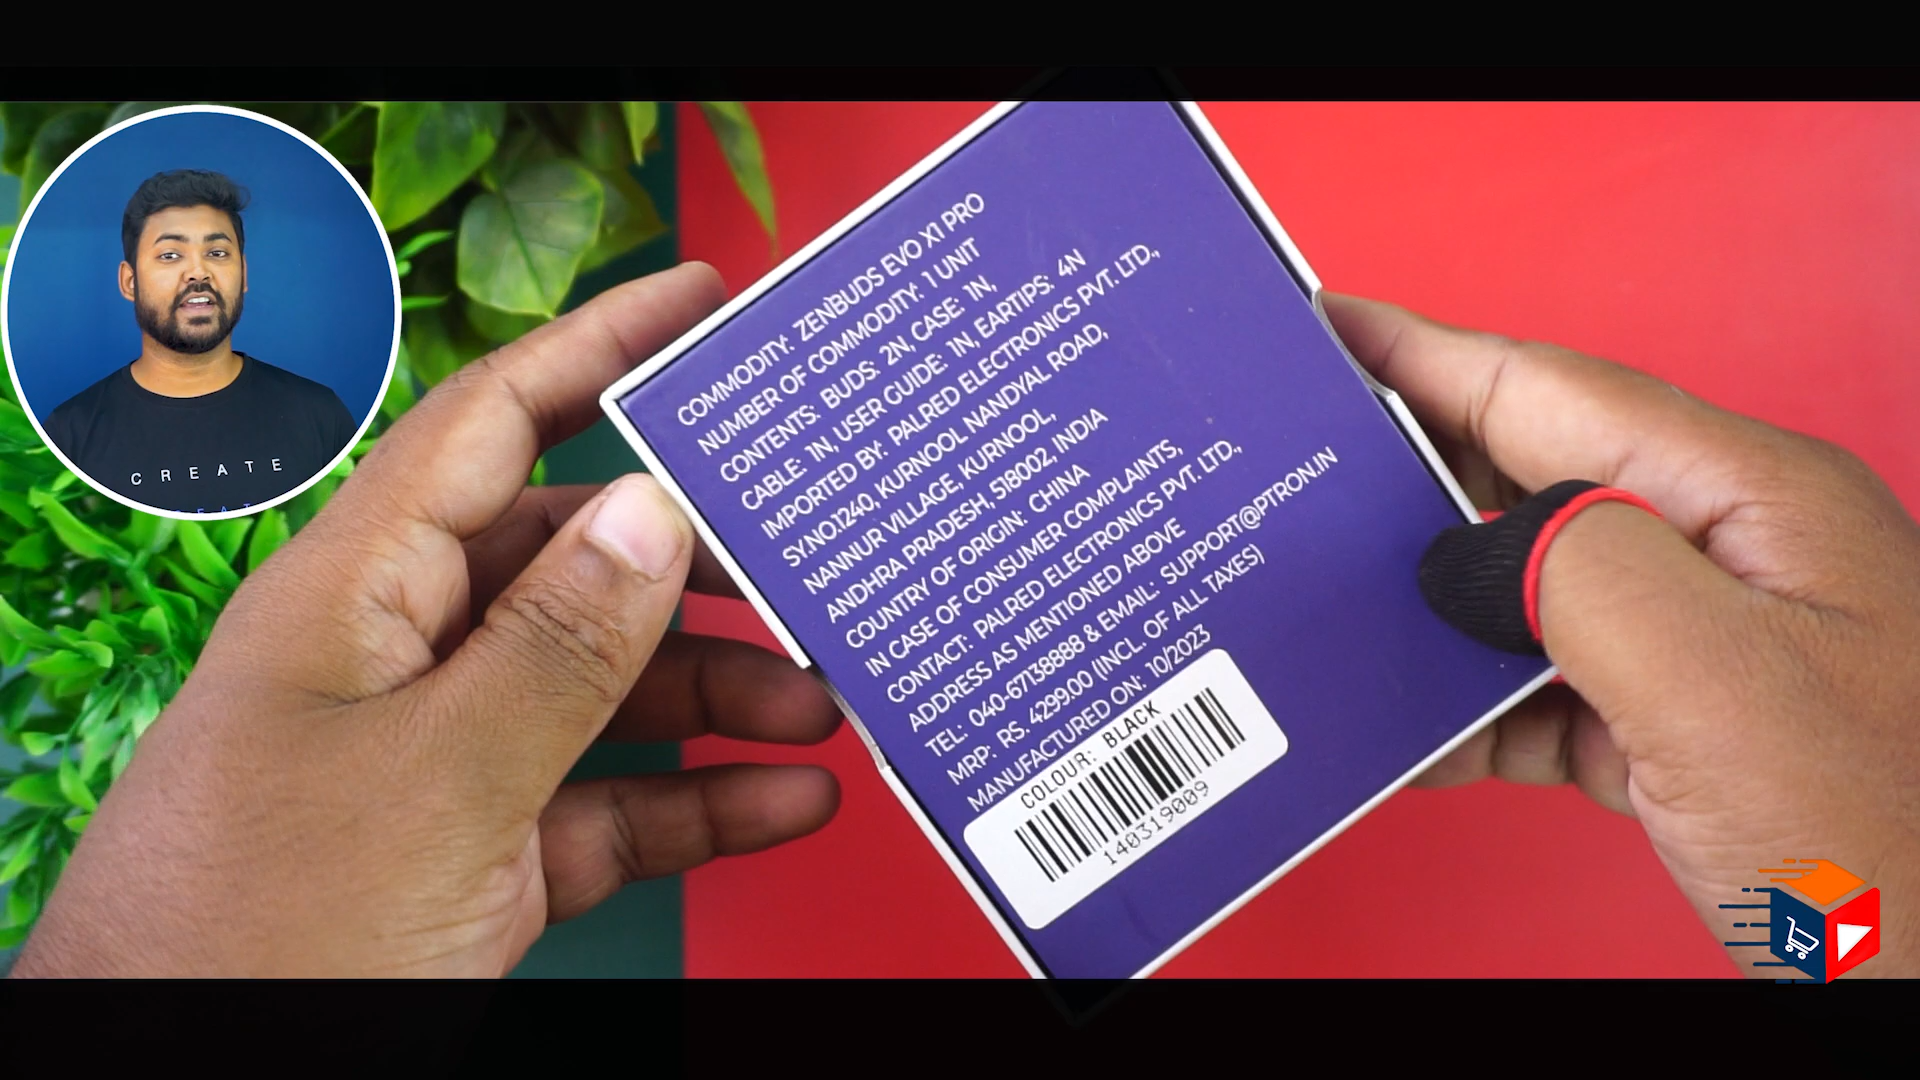 CREATE
COMMODITY: ZENBUDS EVO X1 PRO
NUMBER OF COMMODITY: 1 UNIT
CONTENTS: BUDS: 2N, CASE: 1N,
CABLE: 1N, USER GUIDE: 1N, EARTIPS: 4N
IMPORTED BY: PALRED ELECTRONICS PVT. LTD.,
SY.NO.1240, KURNOOL NANDYAL ROAD,
NANNUR VILLAGE, KURNOOL,
ANDHRA PRADESH, 518002, INDIA
COUNTRY OF ORIGIN: CHINA
IN CASE OF CONSUMER COMPLAINTS,
CONTACT: PALRED ELECTRONICS PVT. LTD.,
ADDRESS AS MENTIONED ABOVE
TEL: 040-67138888 & EMAIL: SUPPORT@PTRON.IN
MRP: RS. 4299.00 (INCL. OF ALL TAXES)
MANUFACTURED ON: 10/2023
COLOUR: BLACK
140319009